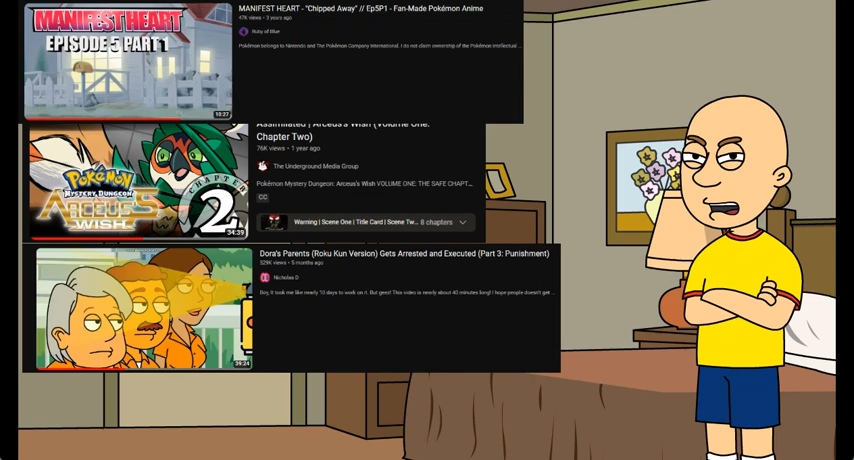 MANIFEST HEART
EPISODE 5 PART 1
10:27
MANIFEST HEART - "Chipped Away" // Ep5P1 - Fan-Made Pokémon Anime
47K views • 3 years ago
Ruby of Blue
Pokémon belongs to Nintendo and The Pokémon Company International. I do not claim ownership of the Pokémon intellectual ...
POKéMON
MYSTERY DUNGEON
ARCEUS'S
WISH
CHAPTER
2
34:39
Assimilated | Arceus's Wish (Volume One:
Chapter Two)
76K views • 1 year ago
The Underground Media Group
Pokémon Mystery Dungeon: Arceus's Wish VOLUME ONE: THE SAFE CHAPT...
CC
Warning | Scene One | Title Card | Scene Tw... 8 chapters
39:24
Dora's Parents (Roku Kun Version) Gets Arrested and Executed (Part 3: Punishment)
529K views • 5 months ago
Nicholas D
Boy, it took me like nearly 10 days to work on it. But geez! This video is nearly about 40 minutes long! I hope people doesn't get ...